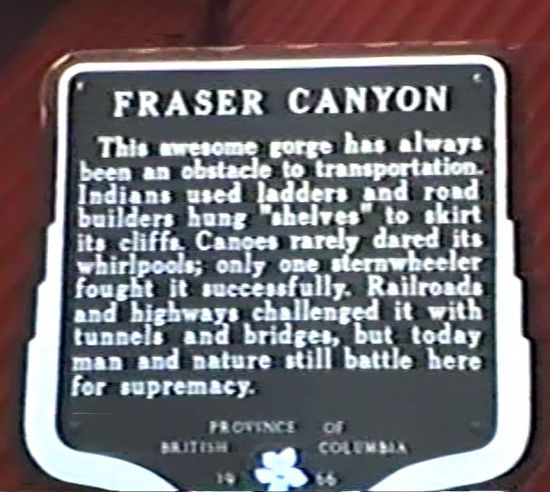 FRASER CANYON
This awesome gorge has always
been an obstacle to transportation.
Indians used ladders and road
builders hung "shelves" to skirt
its cliffs. Canoes rarely dared its
whirlpools; only one sternwheeler
fought it successfully. Railroads
and highways challenged it with
tunnels and bridges, but today
man and nature still battle here
for supremacy.
PROVINCE OF
BRITISH COLUMBIA
19 66